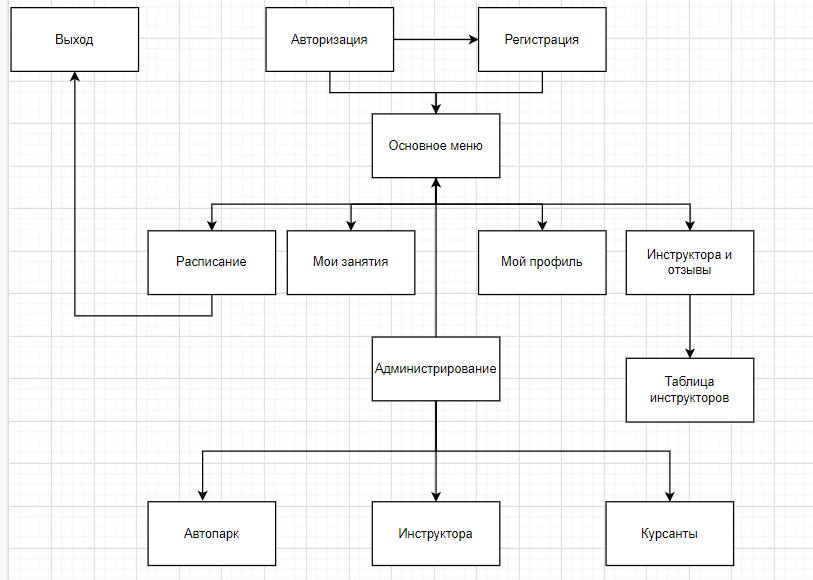 Выход
Авторизация
Регистрация
Основное меню
Расписание
Мои занятия
Мой профиль
Инструктора и
отзывы
Администрирование
Таблица
инструкторов
Автопарк
Инструктора
Курсанты